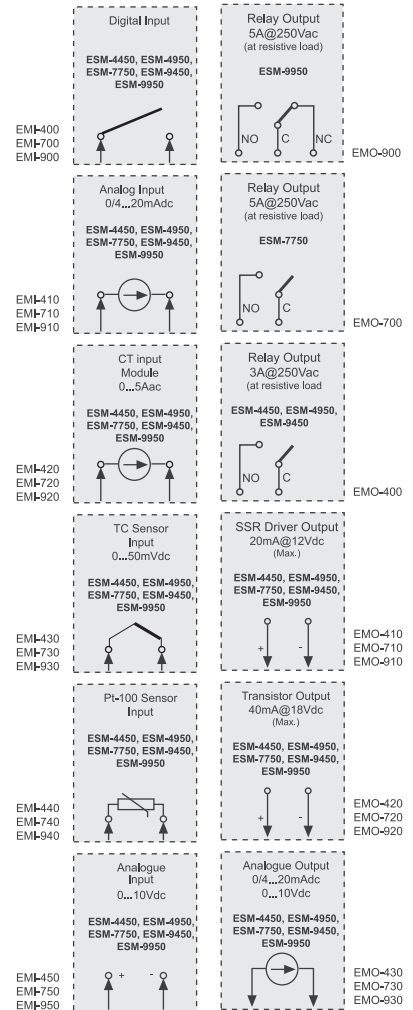 Digital Input
ESM-4450, ESM-4950,
ESM-7750, ESM-9450,
ESM-9950
EMI-400
EMI-700
EMI-900
Relay Output
5A@250Vac
(at resistive load)
ESM-9950
NO
C
NC
EMO-900
Analog Input
0/4...20mAdc
ESM-4450, ESM-4950,
ESM-7750, ESM-9450,
ESM-9950
EMI-410
EMI-710
EMI-910
Relay Output
5A@250Vac
(at resistive load)
ESM-7750
NO
C
EMO-700
CT input
Module
0...5Aac
ESM-4450, ESM-4950,
ESM-7750, ESM-9450,
ESM-9950
EMI-420
EMI-720
EMI-920
Relay Output
3A@250Vac
(at resistive load
ESM-4450, ESM-4950,
ESM-9450
NO
C
EMO-400
TC Sensor
Input
0...50mVdc
ESM-4450, ESM-4950,
ESM-7750, ESM-9450,
ESM-9950
EMI-430
EMI-730
EMI-930
SSR Driver Output
20mA@12Vdc
(Max.)
ESM-4450, ESM-4950,
ESM-7750, ESM-9450,
ESM-9950
+ -
EMO-410
EMO-710
EMO-910
Pt-100 Sensor
Input
ESM-4450, ESM-4950,
ESM-7750, ESM-9450,
ESM-9950
EMI-440
EMI-740
EMI-940
Transistor Output
40mA@18Vdc
(Max.)
ESM-4450, ESM-4950,
ESM-7750, ESM-9450,
ESM-9950
+ -
EMO-420
EMO-720
EMO-920
Analogue
Input
0...10Vdc
ESM-4450, ESM-4950,
ESM-7750, ESM-9450,
ESM-9950
+ -
EMI-450
EMI-750
EMI-950
Analogue Output
0/4...20mAdc
0...10Vdc
ESM-4450, ESM-4950,
ESM-7750, ESM-9450,
ESM-9950
EMO-430
EMO-730
EMO-930